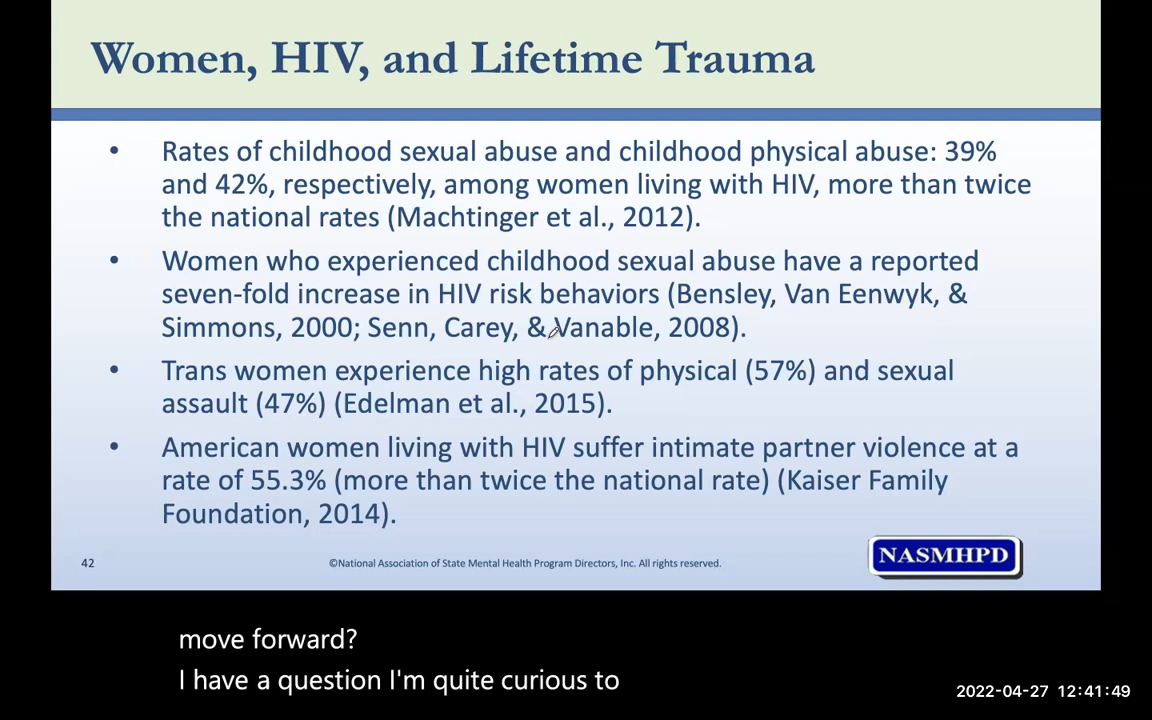 Women, HIV, and Lifetime Trauma
• Rates of childhood sexual abuse and childhood physical abuse: 39%
and 42%, respectively, among women living with HIV, more than twice
the national rates (Machtinger et al., 2012).
• Women who experienced childhood sexual abuse have a reported
seven-fold increase in HIV risk behaviors (Bensley, Van Eenwyk, &
Simmons, 2000; Senn, Carey, & Vanable, 2008).
• Trans women experience high rates of physical (57%) and sexual
assault (47%) (Edelman et al., 2015).
• American women living with HIV suffer intimate partner violence at a
rate of 55.3% (more than twice the national rate) (Kaiser Family
Foundation, 2014).
42
©National Association of State Mental Health Program Directors, Inc. All rights reserved.
NASMHPD
move forward?
I have a question I'm quite curious to
2022-04-27 12:41:49